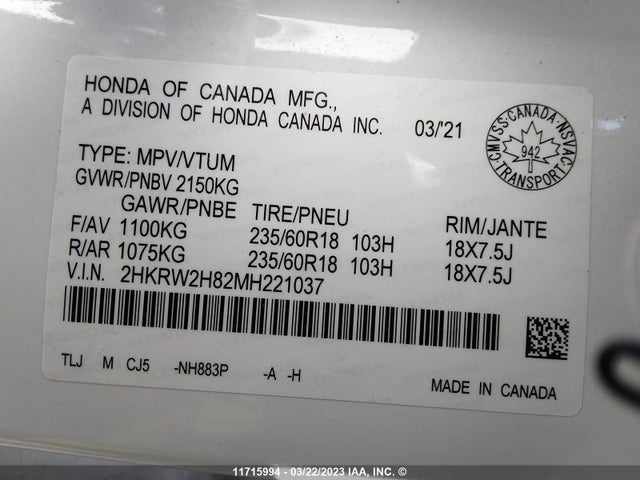 HONDA OF CANADA MFG.,
A DIVISION OF HONDA CANADA INC. 03/'21
CMVSS-CANADA-NSVAC
942
TRANSPORT
TYPE: MPV/VTUM
GVWR/PNBV 2150KG
GAWR/PNBE TIRE/PNEU RIM/JANTE
F/AV 1100KG 235/60R18 103H 18X7.5J
R/AR 1075KG 235/60R18 103H 18X7.5J
V.I.N. 2HKRW2H82MH221037
TLJ M CJ5 -NH883P -A -H
MADE IN CANADA
11715994 - 03/22/2023 IAA, INC. ©